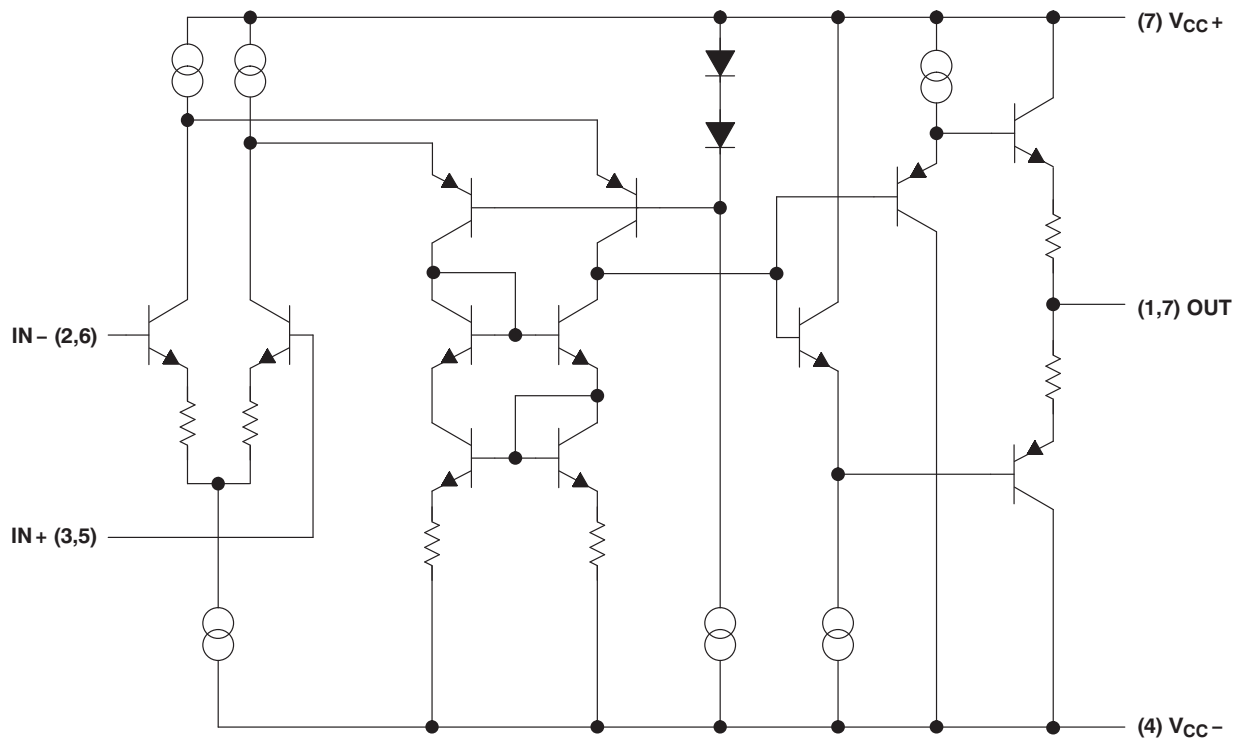 (7) VCC+
IN− (2,6)
(1,7) OUT
IN+ (3,5)
(4) VCC−